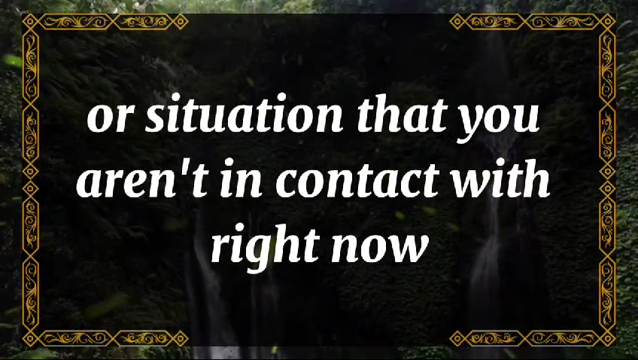 or situation that you
aren't in contact with
right now